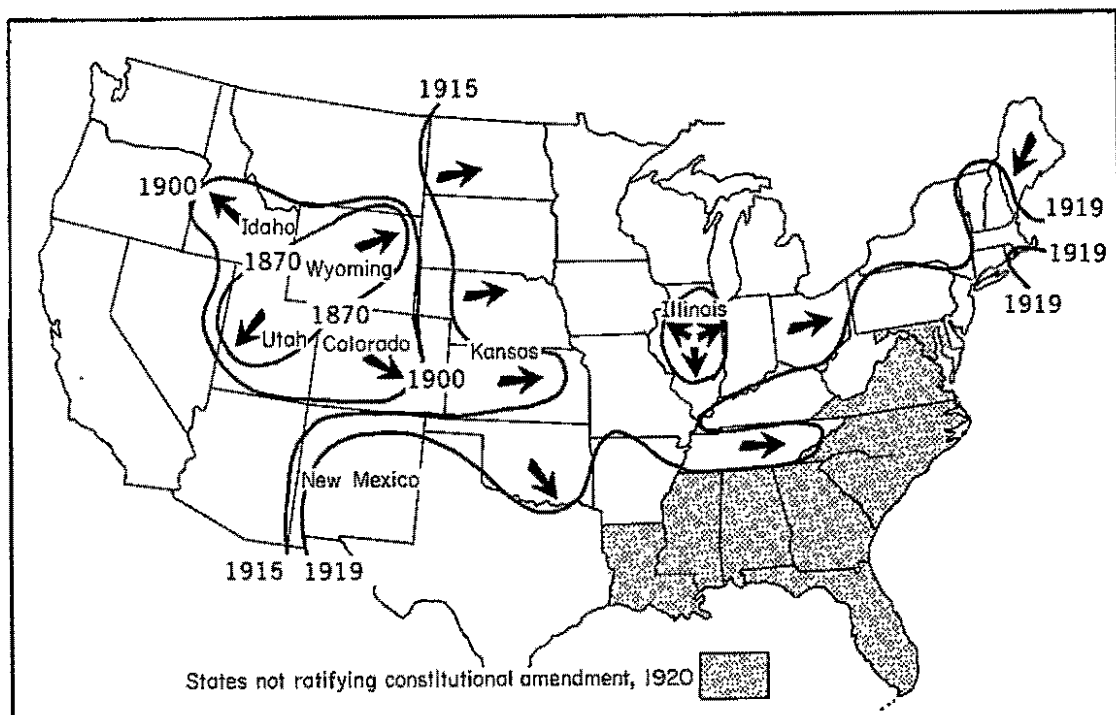 1915
1900
Idaho
1919
1870
Wyoming
1919
1919
Illinois
1870
Utah
Colorado
Kansas
1900
New Mexico
1915
1919
States not ratifying constitutional amendment, 1920